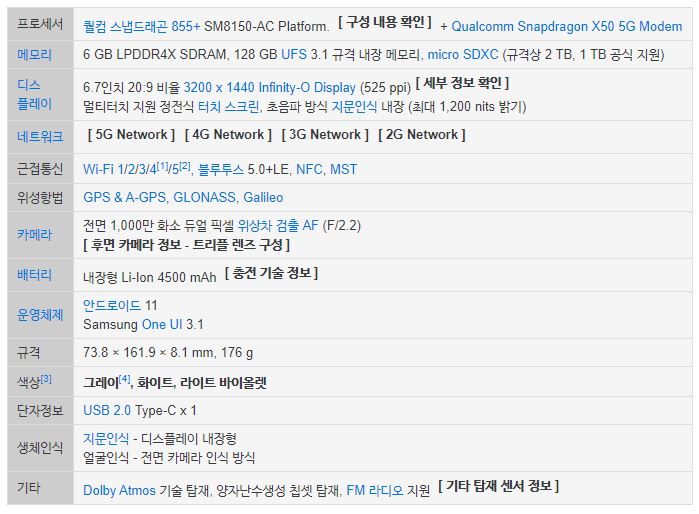 프로세서 퀄컴 스냅드래곤 855+ SM8150-AC Platform. [ 구성 내용 확인 ] + Qualcomm Snapdragon X50 5G Modem
메모리 6 GB LPDDR4X SDRAM, 128 GB UFS 3.1 규격 내장 메모리, micro SDXC (규격상 2 TB, 1 TB 공식 지원)
디스플레이 6.7인치 20:9 비율 3200 x 1440 Infinity-O Display (525 ppi) [ 세부 정보 확인 ]
멀티터치 지원 정전식 터치 스크린, 초음파 방식 지문인식 내장 (최대 1,200 nits 밝기)
네트워크 [ 5G Network ] [ 4G Network ] [ 3G Network ] [ 2G Network ]
근접통신 Wi-Fi 1/2/3/4[1]/5[2], 블루투스 5.0+LE, NFC, MST
위성항법 GPS & A-GPS, GLONASS, Galileo
카메라 전면 1,000만 화소 듀얼 픽셀 위상차 검출 AF (F/2.2)
[ 후면 카메라 정보 - 트리플 렌즈 구성 ]
배터리 내장형 Li-Ion 4500 mAh [ 충전 기술 정보 ]
운영체제 안드로이드 11
Samsung One UI 3.1
규격 73.8 × 161.9 × 8.1 mm, 176 g
색상[3] 그레이[4], 화이트, 라이트 바이올렛
단자정보 USB 2.0 Type-C x 1
생체인식 지문인식 - 디스플레이 내장형
얼굴인식 - 전면 카메라 인식 방식
기타 Dolby Atmos 기술 탑재, 양자난수생성 칩셋 탑재, FM 라디오 지원 [ 기타 탑재 센서 정보 ]